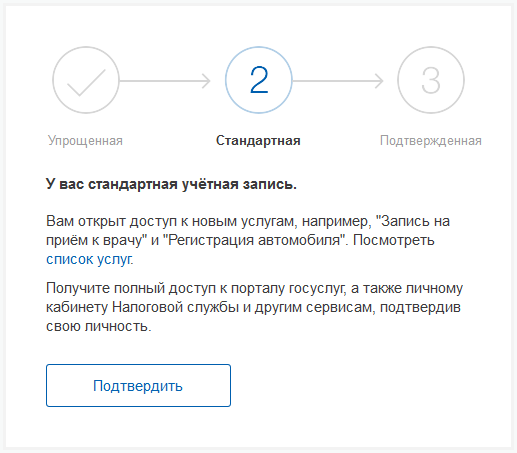 2
3
Упрощенная
Стандартная
Подтвержденная
У вас стандартная учётная запись.
Вам открыт доступ к новым услугам, например, "Запись на
приём к врачу" и "Регистрация автомобиля". Посмотреть
список услуг.
Получите полный доступ к порталу госуслуг, а также личному
кабинету Налоговой службы и другим сервисам, подтвердив
свою личность.
Подтвердить